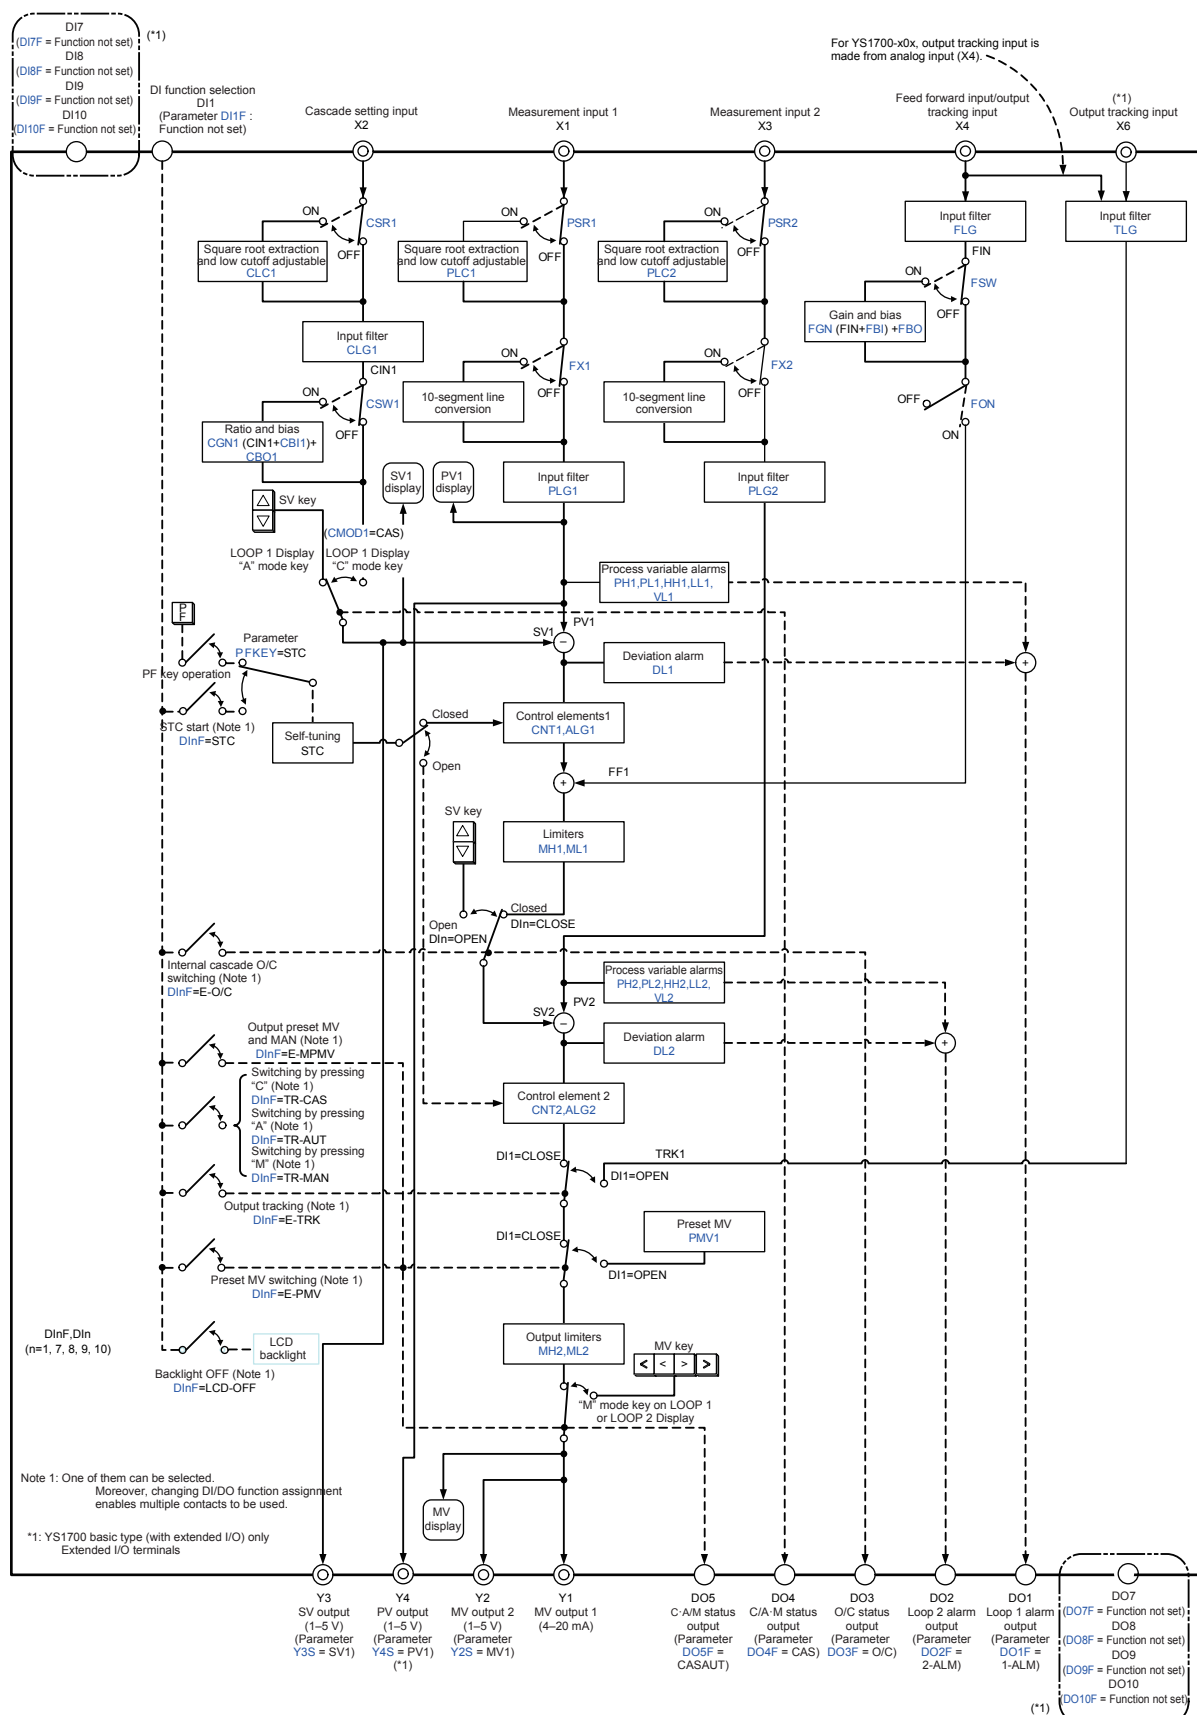 DI7
(DI7F = Function not set)
DI8
(DI8F = Function not set)
DI9
(DI9F = Function not set)
DI10
(DI10F = Function not set)
(*1)
DI function selection
DI1
(Parameter DI1F :
Function not set)
Cascade setting input
X2
Measurement input 1
X1
Measurement input 2
X3
For YS1700-x0x, output tracking input is
made from analog input (X4).
Feed forward input/output
tracking input
X4
(*1)
Output tracking input
X6
ON
CSR1
OFF
Square root extraction
and low cutoff adjustable
CLC1
ON
PSR1
OFF
Square root extraction
and low cutoff adjustable
PLC1
ON
PSR2
OFF
Square root extraction
and low cutoff adjustable
PLC2
Input filter
FLG
Input filter
TLG
FIN
ON
FSW
OFF
Gain and bias
FGN (FIN+FBI) +FBO
OFF
FON
ON
Input filter
CLG1
CIN1
ON
CSW1
OFF
Ratio and bias
CGN1 (CIN1+CBI1)+
CBO1
ON
FX1
OFF
10-segment line
conversion
ON
FX2
OFF
10-segment line
conversion
Input filter
PLG1
Input filter
PLG2
SV1
display
PV1
display
SV key
(CMOD1=CAS)
LOOP 1 Display
“A” mode key
LOOP 1 Display
“C” mode key
Process variable alarms
PH1,PL1,HH1,LL1,
VL1
PV1
SV1
Deviation alarm
DL1
P
F
Parameter
PFKEY=STC
PF key operation
STC start (Note 1)
DInF=STC
Self-tuning
STC
Closed
Open
Control elements1
CNT1,ALG1
FF1
SV key
Limiters
MH1,ML1
Closed
DIn=CLOSE
Open
DIn=OPEN
Internal cascade O/C
switching (Note 1)
DInF=E-O/C
Process variable alarms
PH2,PL2,HH2,LL2,
VL2
PV2
SV2
Deviation alarm
DL2
Output preset MV
and MAN (Note 1)
DInF=E-MPMV
Switching by pressing
“C” (Note 1)
DInF=TR-CAS
Switching by pressing
“A” (Note 1)
DInF=TR-AUT
Switching by pressing
“M” (Note 1)
DInF=TR-MAN
Control element 2
CNT2,ALG2
DI1=CLOSE
TRK1
DI1=OPEN
Output tracking (Note 1)
DInF=E-TRK
DI1=CLOSE
Preset MV
PMV1
DI1=OPEN
Preset MV switching (Note 1)
DInF=E-PMV
DInF,DIn
(n=1, 7, 8, 9, 10)
LCD
backlight
Backlight OFF (Note 1)
DInF=LCD-OFF
Output limiters
MH2,ML2
MV key
< < > >
“M” mode key on LOOP 1
or LOOP 2 Display
Note 1: One of them can be selected.
Moreover, changing DI/DO function assignment
enables multiple contacts to be used.
*1: YS1700 basic type (with extended I/O) only
Extended I/O terminals
MV
display
Y3
SV output
(1–5 V)
(Parameter
Y3S = SV1)
Y4
PV output
(1–5 V)
(Parameter
Y4S = PV1)
(*1)
Y2
MV output 2
(1–5 V)
(Parameter
Y2S = MV1)
Y1
MV output 1
(4–20 mA)
DO5
C·A/M status
output
(Parameter
DO5F =
CASAUT)
DO4
C/A·M status
output
(Parameter
DO4F = CAS)
DO3
O/C status
output
(Parameter
DO3F = O/C)
DO2
Loop 2 alarm
output
(Parameter
DO2F =
2-ALM)
DO1
Loop 1 alarm
output
(Parameter
DO1F =
1-ALM)
DO7
(DO7F = Function not set)
DO8
(DO8F = Function not set)
DO9
(DO9F = Function not set)
DO10
(DO10F = Function not set)
(*1)